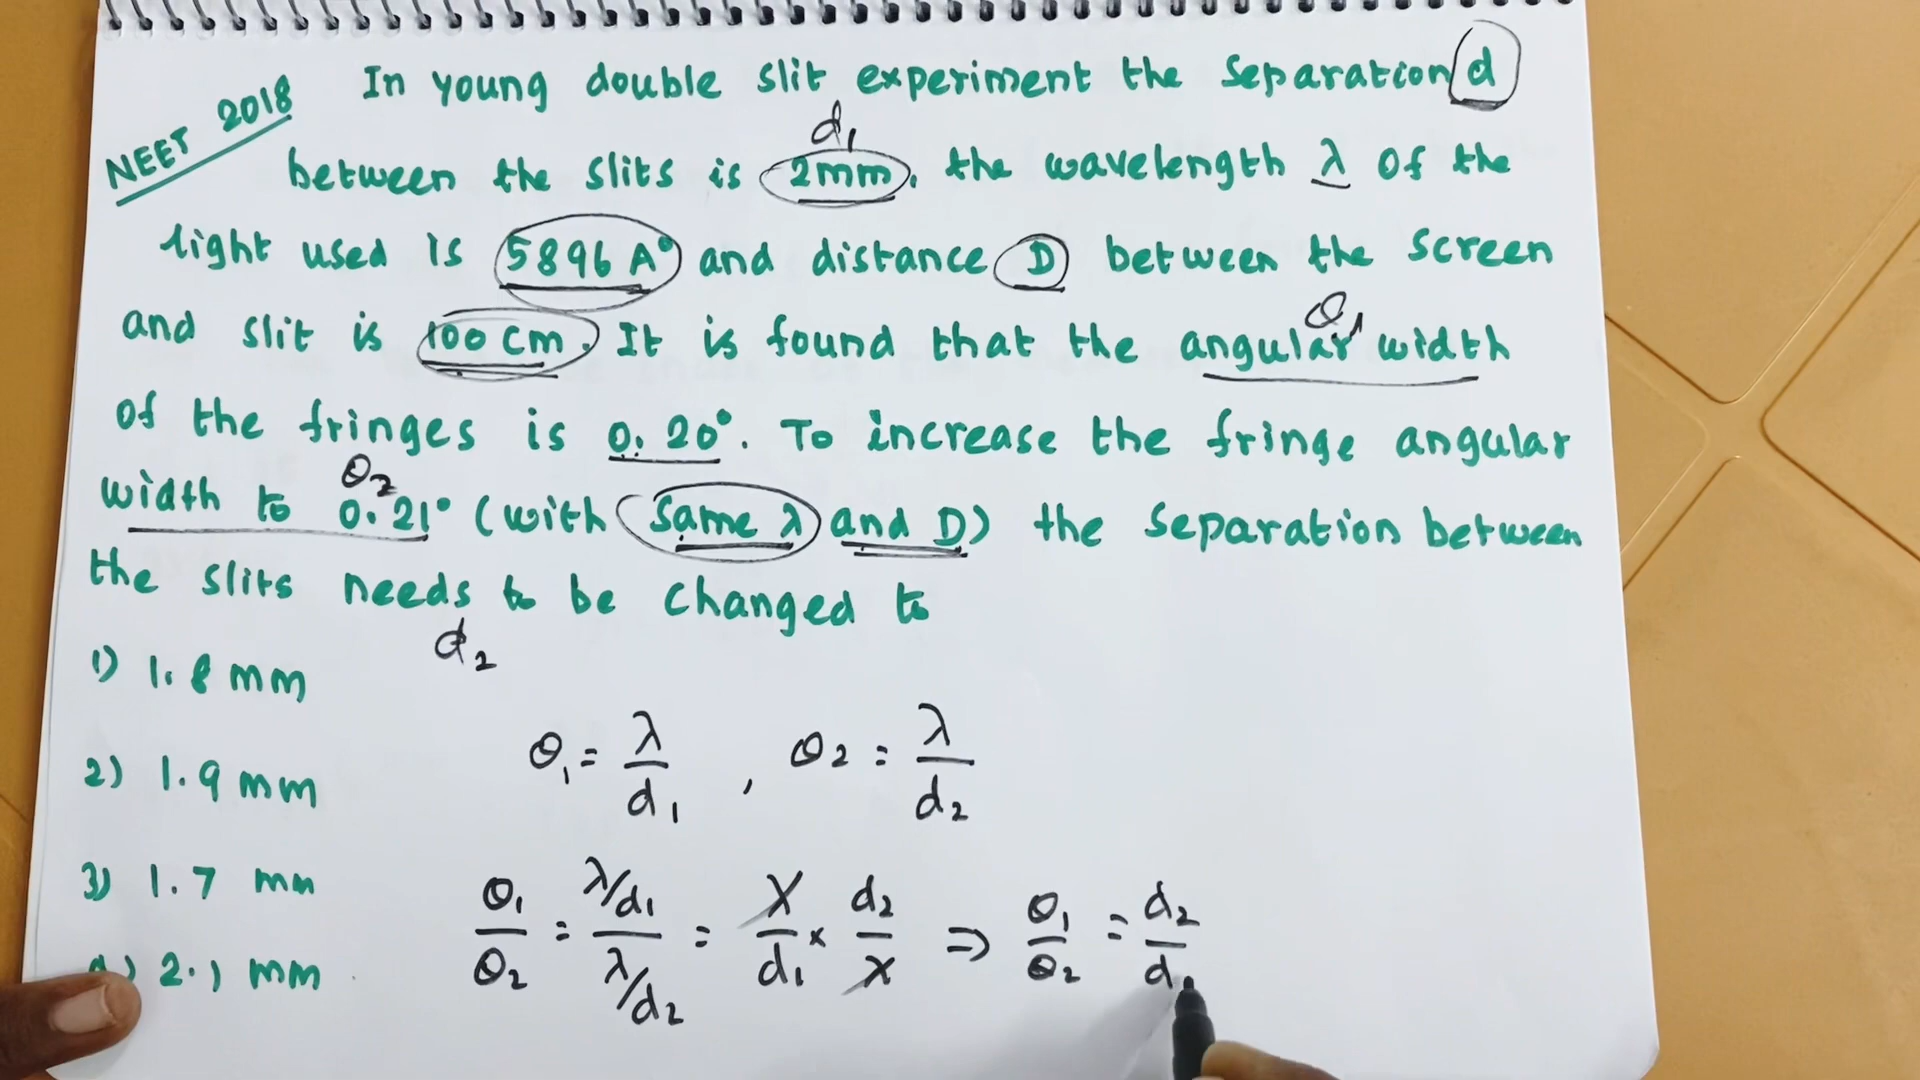 NEET 2018
In young double slit experiment the separation d
d₁
between the slits is 2mm. the wavelength λ of the
light used is 5896 A° and distance D between the screen
and slit is 100 cm. It is found that the angular width
θ₁
of the fringes is 0.20°. To increase the fringe angular
θ₂
width to 0.21° (with same λ and D) the separation between
the slits needs to be changed to
d₂
1) 1.8 mm
2) 1.9 mm
3) 1.7 mm
4) 2.1 mm
θ₁ = λ/d₁ , θ₂ = λ/d₂
θ₁/θ₂ = (λ/d₁)/(λ/d₂) = λ/d₁ × d₂/λ ⇒ θ₁/θ₂ = d₂/d